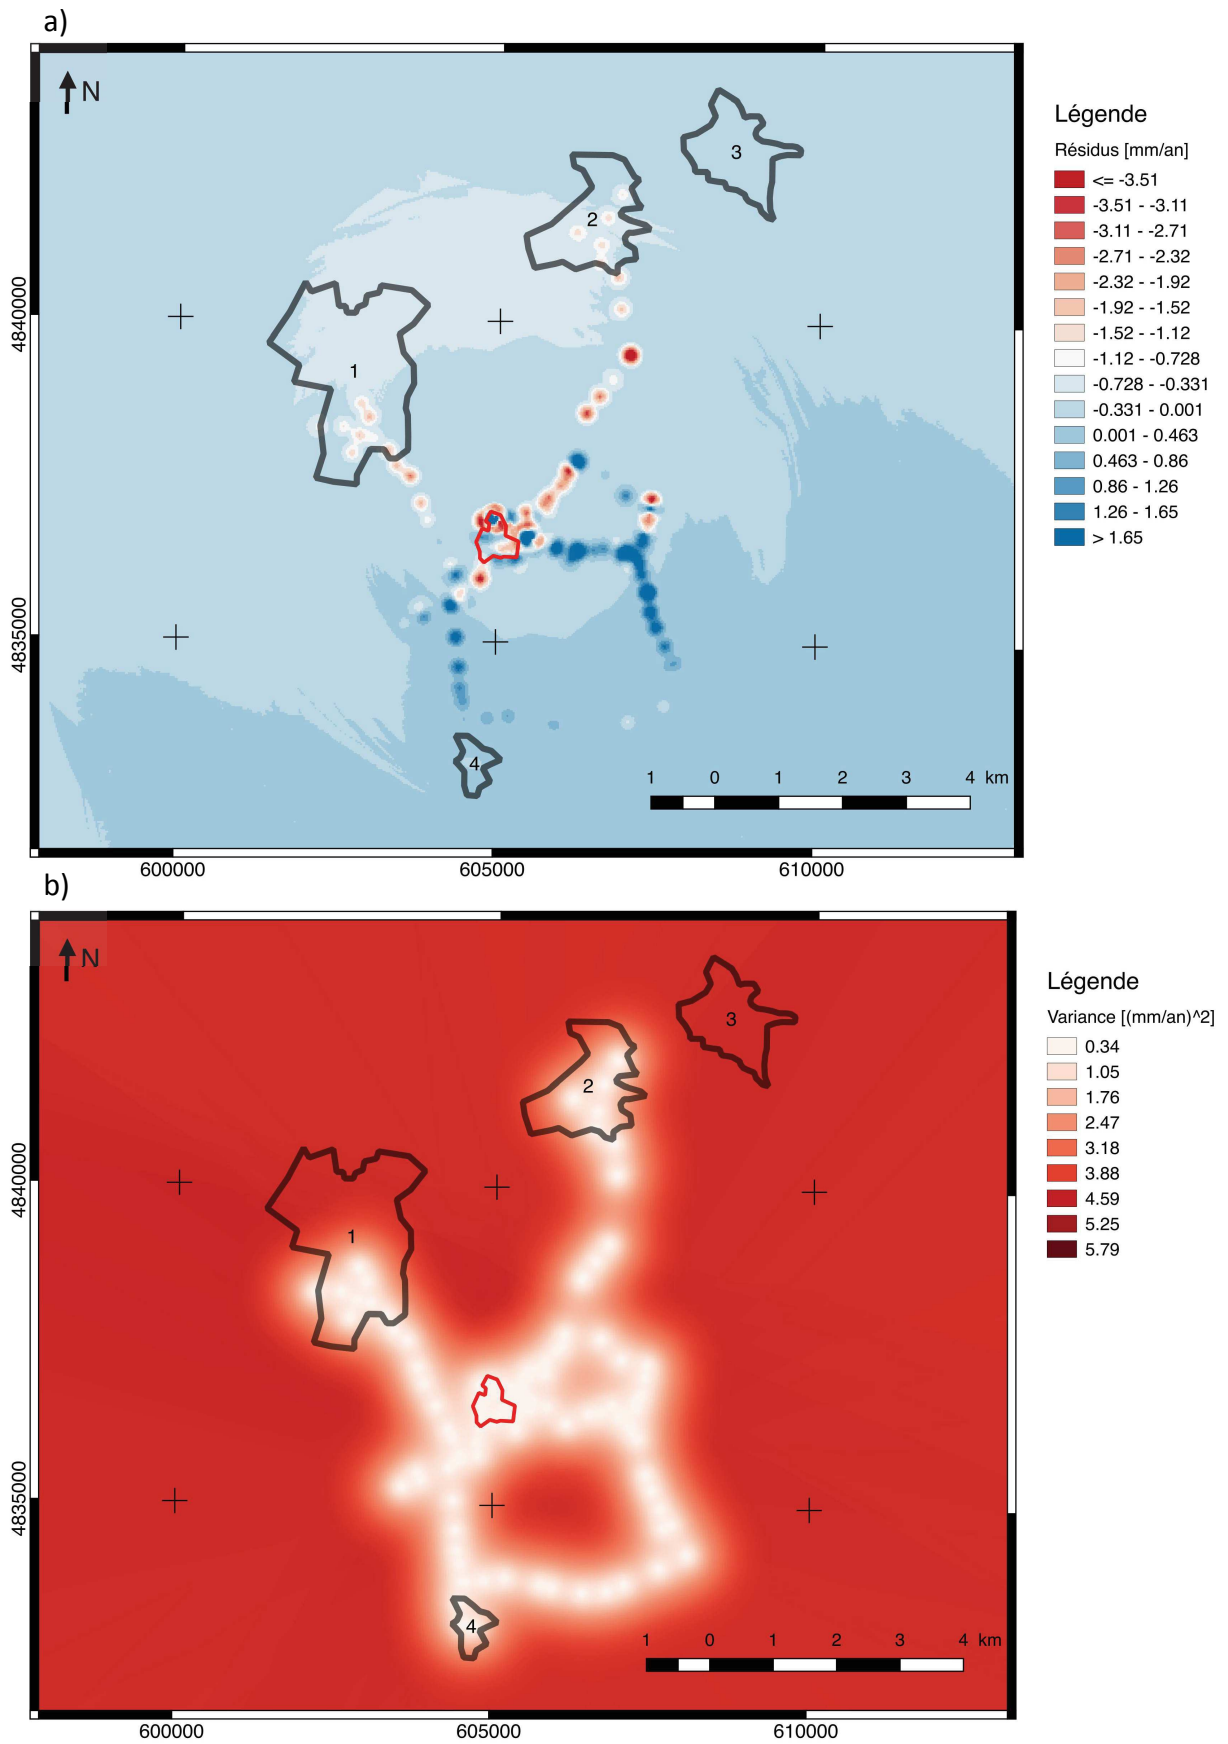 a)
N
3
2
1
4
4840000
4835000
1 0 1 2 3 4 km
600000 605000 610000
Légende
Résidus [mm/an]
<= -3.51
-3.51 - -3.11
-3.11 - -2.71
-2.71 - -2.32
-2.32 - -1.92
-1.92 - -1.52
-1.52 - -1.12
-1.12 - -0.728
-0.728 - -0.331
-0.331 - 0.001
0.001 - 0.463
0.463 - 0.86
0.86 - 1.26
1.26 - 1.65
> 1.65
b)
N
3
2
1
4
4840000
4835000
1 0 1 2 3 4 km
600000 605000 610000
Légende
Variance [(mm/an)^2]
0.34
1.05
1.76
2.47
3.18
3.88
4.59
5.25
5.79